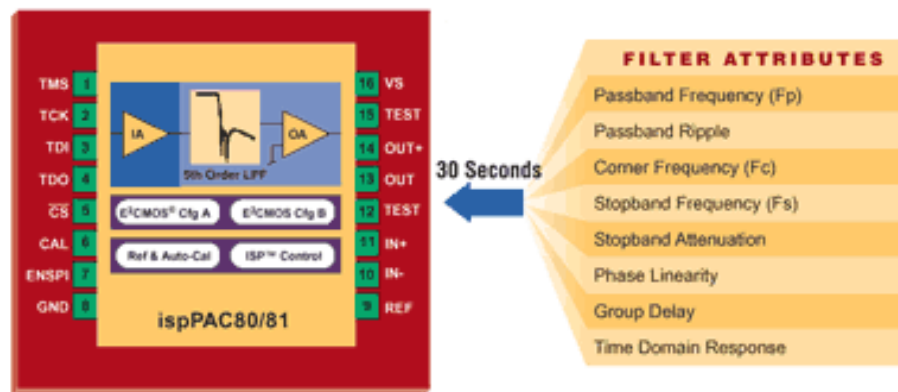 TMS 1
TCK 2
TDI 3
TDO 4
CS 5
CAL 6
ENSPI 7
GND 8
16 VS
15 TEST
14 OUT+
13 OUT
12 TEST
11 IN+
10 IN-
9 REF
IA
OA
5th Order LPF
E²CMOS® Cfg A
E²CMOS Cfg B
Ref & Auto-Cal
ISP™ Control
ispPAC80/81
30 Seconds
FILTER ATTRIBUTES
Passband Frequency (Fp)
Passband Ripple
Corner Frequency (Fc)
Stopband Frequency (Fs)
Stopband Attenuation
Phase Linearity
Group Delay
Time Domain Response